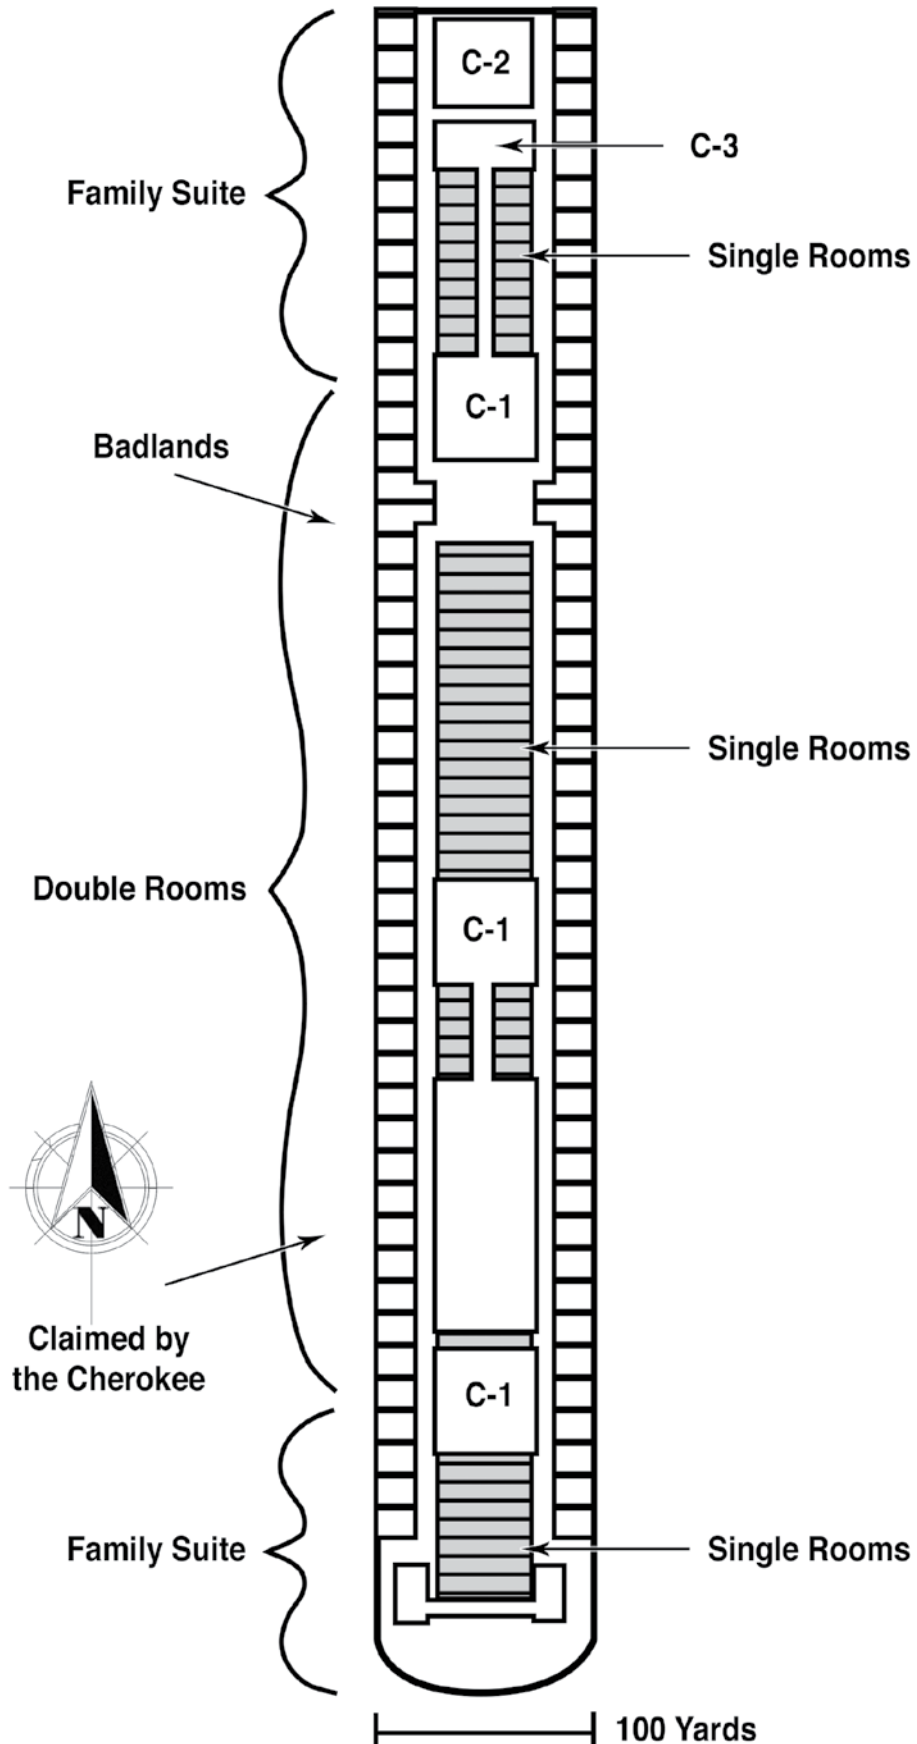 C-2
C-3
Family Suite
Single Rooms
C-1
Badlands
Single Rooms
Double Rooms
C-1
N
Claimed by
the Cherokee
C-1
Family Suite
Single Rooms
100 Yards